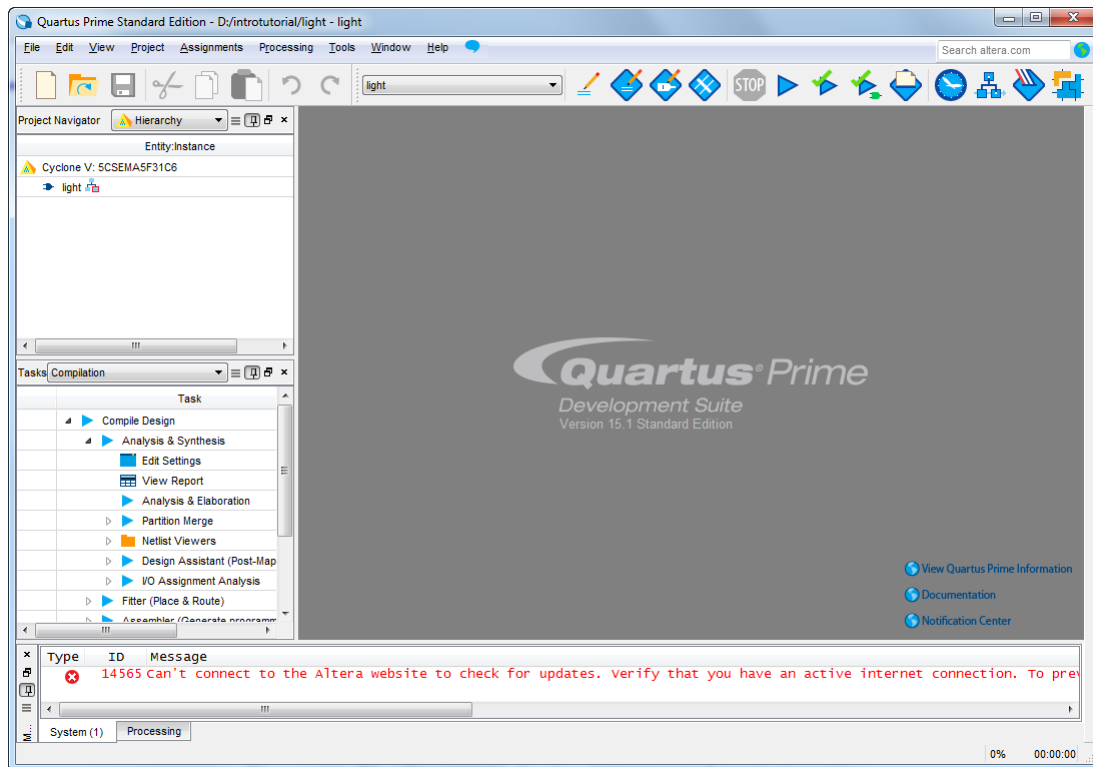 Quartus Prime Standard Edition - D:/introtutorial/light - light
File Edit View Project Assignments Processing Tools Window Help
Search altera.com
light
STOP
Project Navigator Hierarchy
Entity:Instance
Cyclone V: 5CSEMA5F31C6
light
Tasks Compilation
Task
Compile Design
Analysis & Synthesis
Edit Settings
View Report
Analysis & Elaboration
Partition Merge
Netlist Viewers
Design Assistant (Post-Map
I/O Assignment Analysis
Fitter (Place & Route)
Assembler (Generate programm
Quartus Prime
Development Suite
Version 15.1 Standard Edition
View Quartus Prime Information
Documentation
Notification Center
Type ID Message
14565 Can't connect to the Altera website to check for updates. Verify that you have an active internet connection. To prev
System (1) Processing
0% 00:00:00